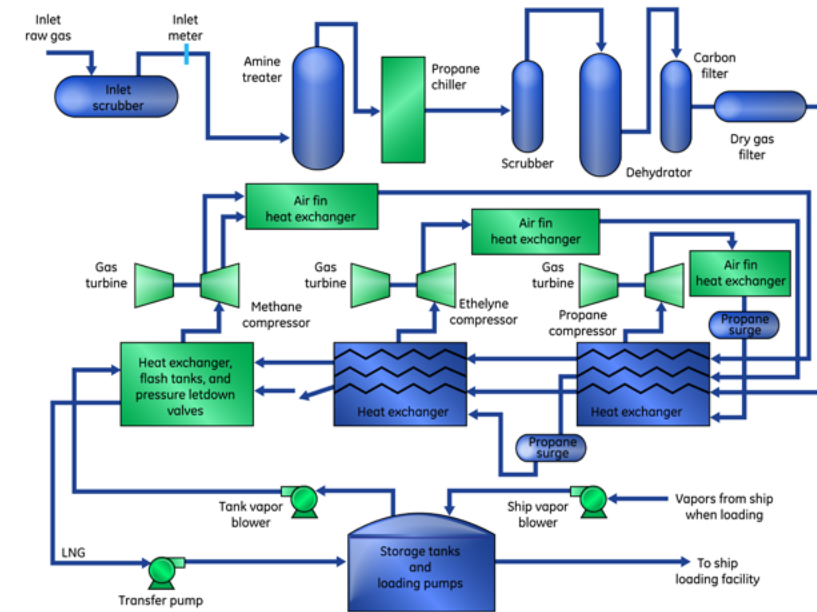 Inlet
raw gas
Inlet
meter
Inlet
scrubber
Amine
treater
Propane
chiller
Scrubber
Dehydrator
Carbon
filter
Dry gas
filter
Air fin
heat exchanger
Air fin
heat exchanger
Air fin
heat exchanger
Gas
turbine
Methane
compressor
Gas
turbine
Ethelyne
compressor
Gas
turbine
Propane
compressor
Propane
surge
Heat exchanger,
flash tanks, and
pressure letdown
valves
Heat exchanger
Heat exchanger
Propane
surge
Tank vapor
blower
Ship vapor
blower
Vapors from ship
when loading
LNG
Transfer pump
Storage tanks
and
loading pumps
To ship
loading facility